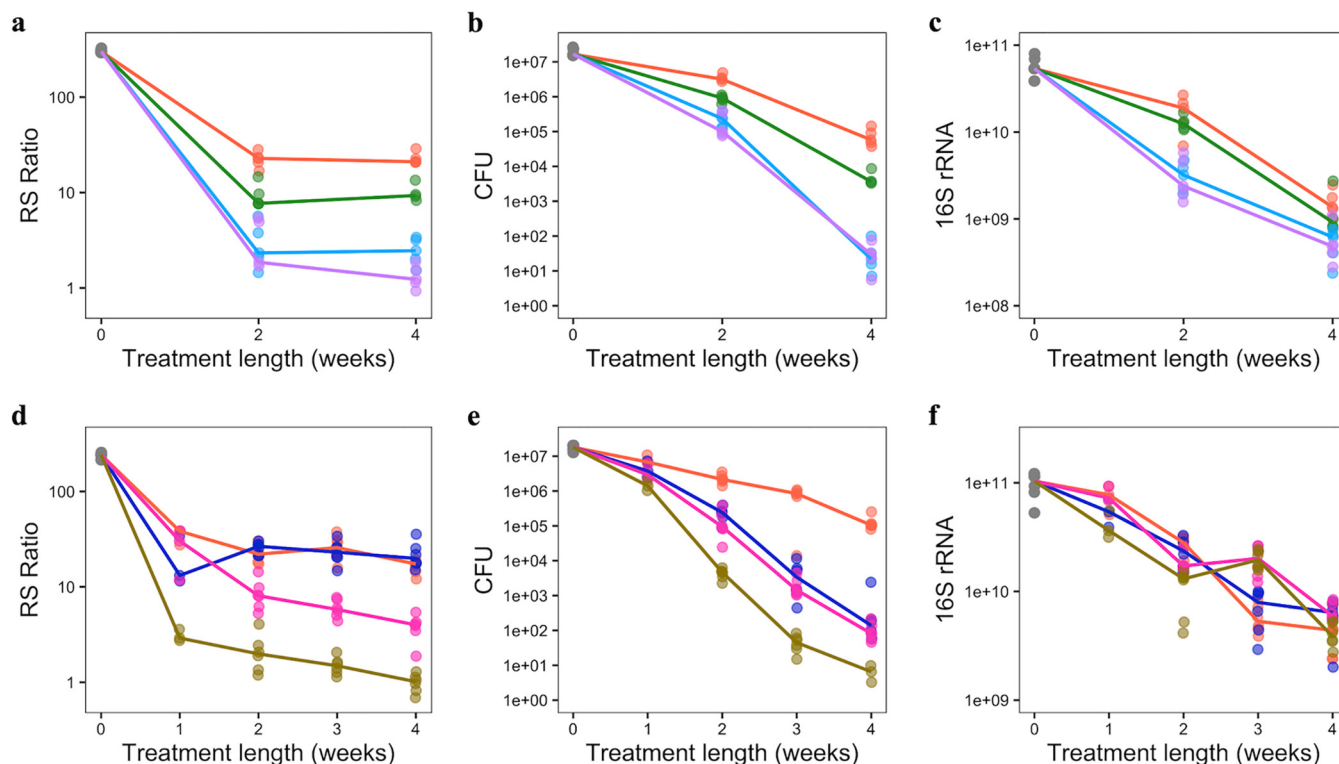 a
RS Ratio
100
10
1
0
2
4
Treatment length (weeks)
b
CFU
1e+07
1e+06
1e+05
1e+04
1e+03
1e+02
1e+01
1e+00
0
2
4
Treatment length (weeks)
c
16S rRNA
1e+11
1e+10
1e+09
1e+08
0
2
4
Treatment length (weeks)
d
RS Ratio
100
10
1
0
1
2
3
4
Treatment length (weeks)
e
CFU
1e+07
1e+06
1e+05
1e+04
1e+03
1e+02
1e+01
1e+00
0
1
2
3
4
Treatment length (weeks)
f
16S rRNA
1e+11
1e+10
1e+09
0
1
2
3
4
Treatment length (weeks)